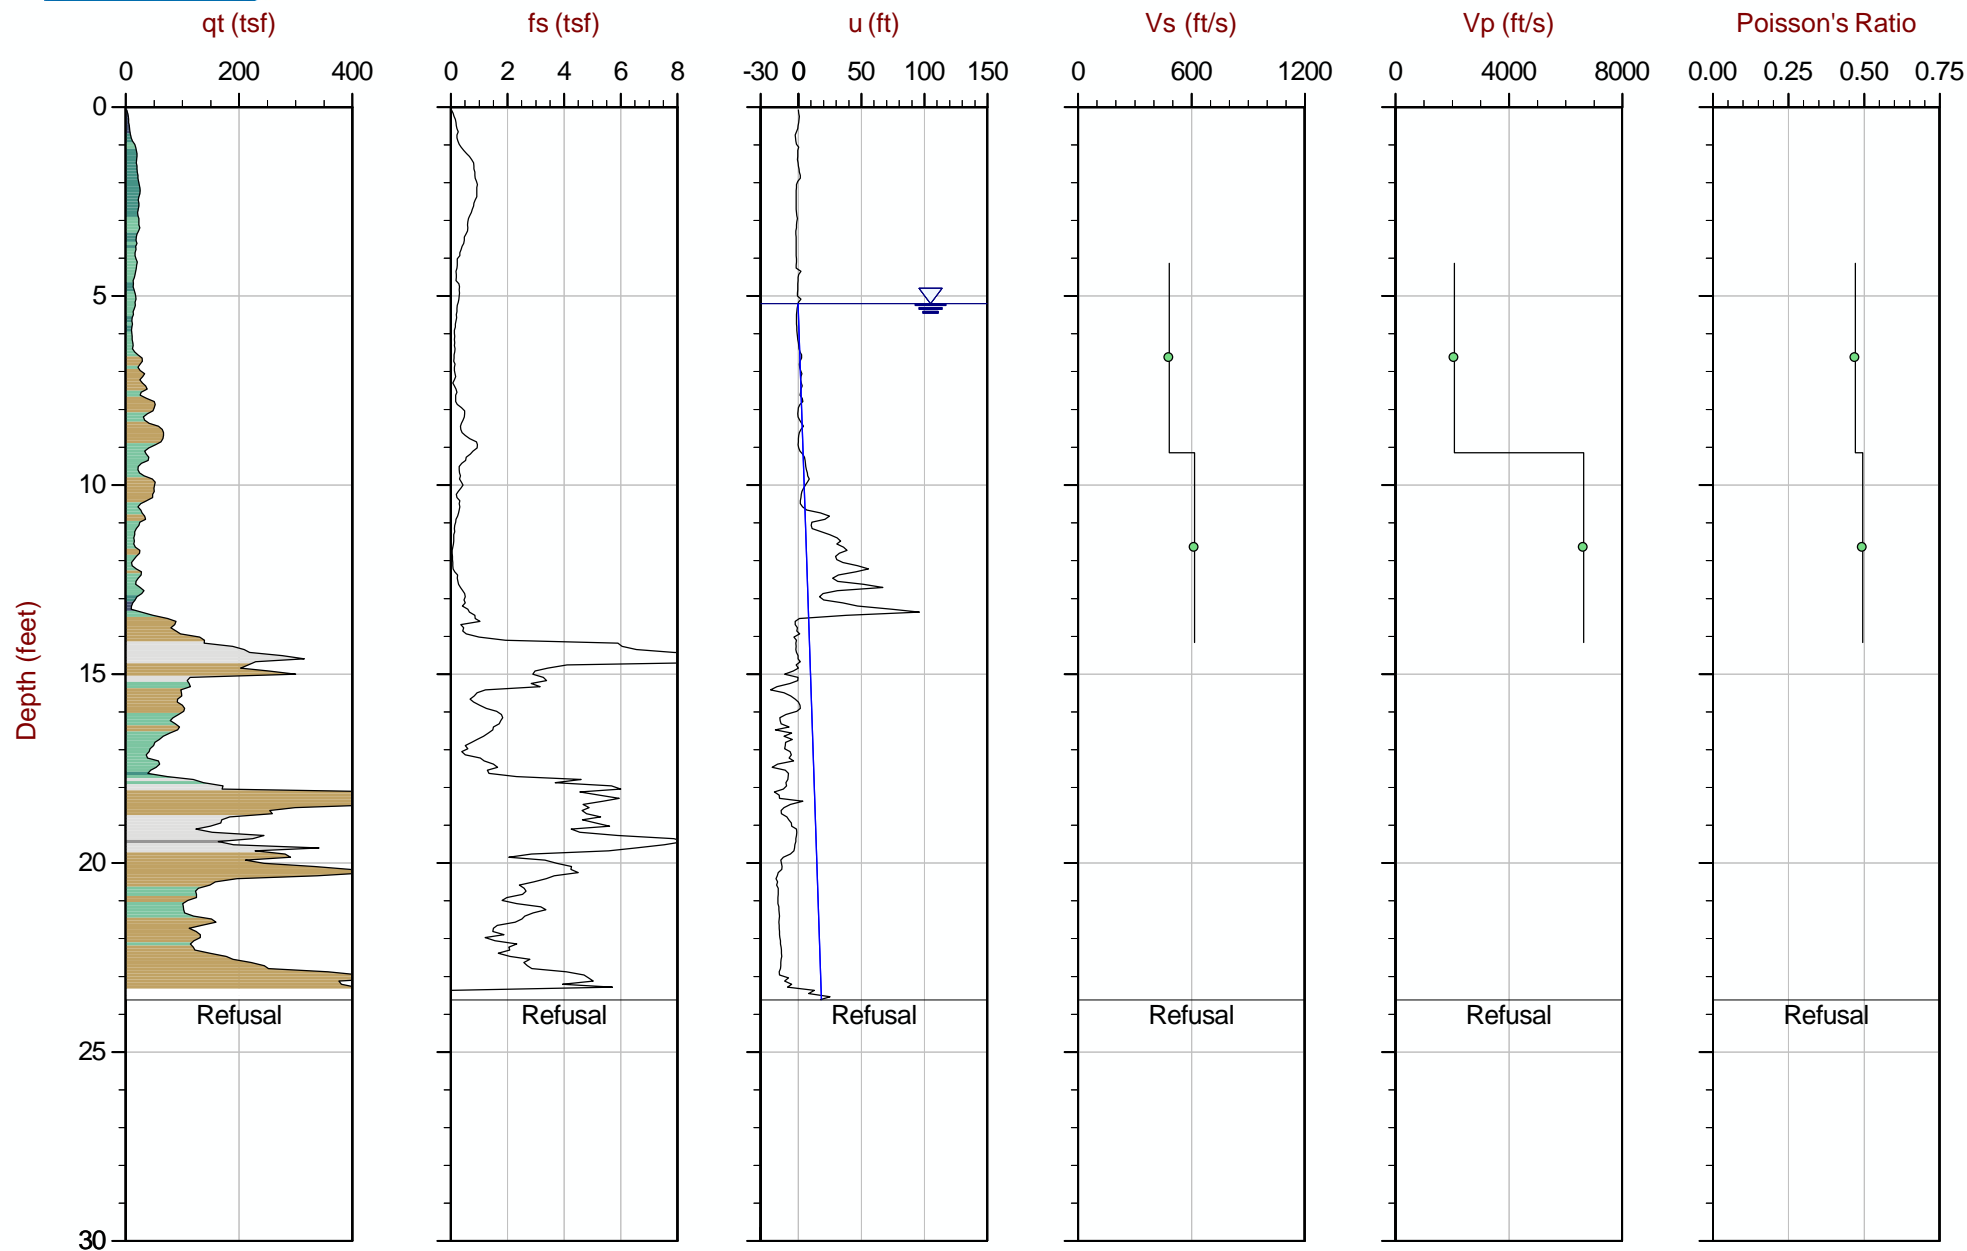 qt (tsf) fs (tsf) u (ft) Vs (ft/s) Vp (ft/s) Poisson's Ratio
0 200 400 0 2 4 6 8 -30 0 50 100 150 0 600 1200 0 4000 8000 0.00 0.25 0.50 0.75
0
5
10
15
20
25
30
Depth (feet)
Refusal Refusal Refusal Refusal Refusal Refusal